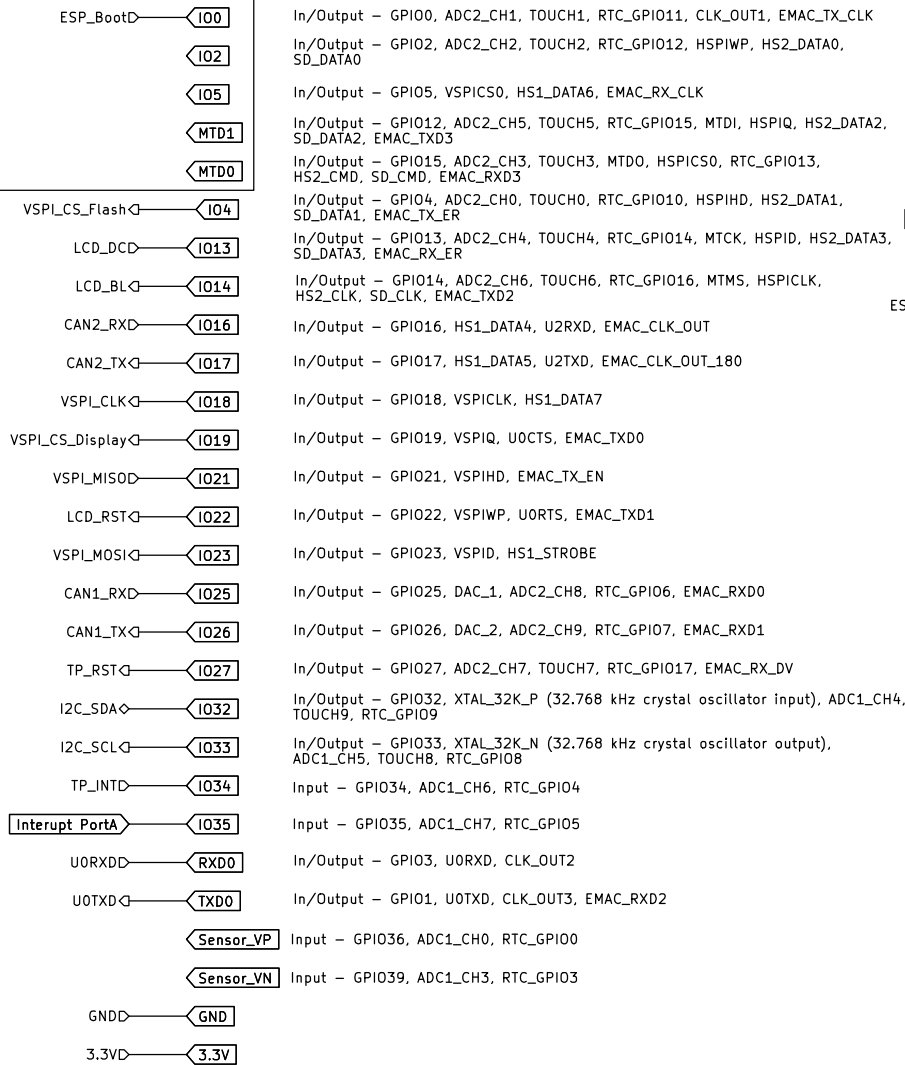 ESP_Boot IO0 In/Output – GPIO0, ADC2_CH1, TOUCH1, RTC_GPIO11, CLK_OUT1, EMAC_TX_CLK
IO2 In/Output – GPIO2, ADC2_CH2, TOUCH2, RTC_GPIO12, HSPIWP, HS2_DATA0,
SD_DATA0
IO5 In/Output – GPIO5, VSPICS0, HS1_DATA6, EMAC_RX_CLK
MTD1 In/Output – GPIO12, ADC2_CH5, TOUCH5, RTC_GPIO15, MTDI, HSPIQ, HS2_DATA2,
SD_DATA2, EMAC_TXD3
MTDO In/Output – GPIO15, ADC2_CH3, TOUCH3, MTDO, HSPICS0, RTC_GPIO13,
HS2_CMD, SD_CMD, EMAC_RXD3
VSPI_CS_Flash IO4 In/Output – GPIO4, ADC2_CH0, TOUCH0, RTC_GPIO10, HSPIHD, HS2_DATA1,
SD_DATA1, EMAC_TX_ER
LCD_DC IO13 In/Output – GPIO13, ADC2_CH4, TOUCH4, RTC_GPIO14, MTCK, HSPID, HS2_DATA3,
SD_DATA3, EMAC_RX_ER
LCD_BL IO14 In/Output – GPIO14, ADC2_CH6, TOUCH6, RTC_GPIO16, MTMS, HSPICLK,
HS2_CLK, SD_CLK, EMAC_TXD2
ES
CAN2_RX IO16 In/Output – GPIO16, HS1_DATA4, U2RXD, EMAC_CLK_OUT
CAN2_TX IO17 In/Output – GPIO17, HS1_DATA5, U2TXD, EMAC_CLK_OUT_180
VSPI_CLK IO18 In/Output – GPIO18, VSPICLK, HS1_DATA7
VSPI_CS_Display IO19 In/Output – GPIO19, VSPIQ, U0CTS, EMAC_TXD0
VSPI_MISO IO21 In/Output – GPIO21, VSPIHD, EMAC_TX_EN
LCD_RST IO22 In/Output – GPIO22, VSPIWP, U0RTS, EMAC_TXD1
VSPI_MOSI IO23 In/Output – GPIO23, VSPID, HS1_STROBE
CAN1_RX IO25 In/Output – GPIO25, DAC_1, ADC2_CH8, RTC_GPIO6, EMAC_RXD0
CAN1_TX IO26 In/Output – GPIO26, DAC_2, ADC2_CH9, RTC_GPIO7, EMAC_RXD1
TP_RST IO27 In/Output – GPIO27, ADC2_CH7, TOUCH7, RTC_GPIO17, EMAC_RX_DV
I2C_SDA IO32 In/Output – GPIO32, XTAL_32K_P (32.768 kHz crystal oscillator input), ADC1_CH4,
TOUCH9, RTC_GPIO9
I2C_SCL IO33 In/Output – GPIO33, XTAL_32K_N (32.768 kHz crystal oscillator output),
ADC1_CH5, TOUCH8, RTC_GPIO8
TP_INT IO34 Input – GPIO34, ADC1_CH6, RTC_GPIO4
Interupt PortA IO35 Input – GPIO35, ADC1_CH7, RTC_GPIO5
U0RXD RXD0 In/Output – GPIO3, U0RXD, CLK_OUT2
U0TXD TXD0 In/Output – GPIO1, U0TXD, CLK_OUT3, EMAC_RXD2
Sensor_VP Input – GPIO36, ADC1_CH0, RTC_GPIO0
Sensor_VN Input – GPIO39, ADC1_CH3, RTC_GPIO3
GND GND
3.3V 3.3V